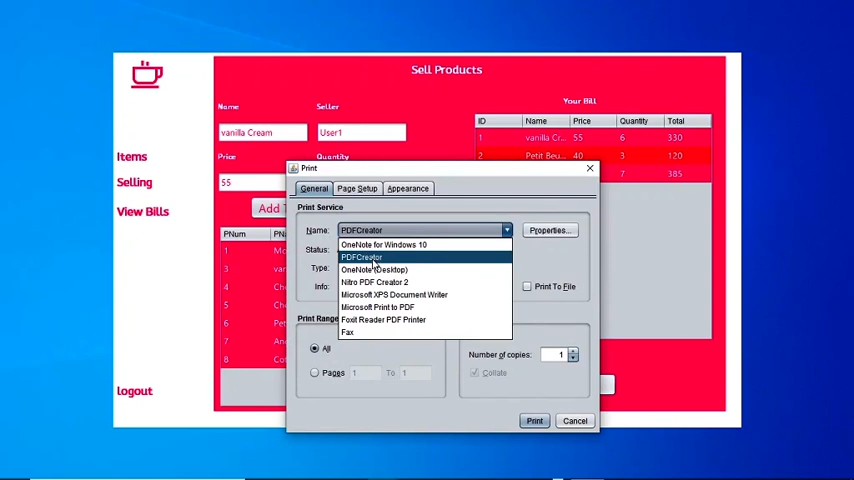 Sell Products
Name
Seller
Your Bill
ID Name Price Quantity Total
vanilla Cream
User1
1 vanilla Cr... 55 6 330
Items
Price
Quantity
2 Petit Beu... 40 3 120
Print
7 385
Selling
55
General Page Setup Appearance
View Bills
Add T
Print Service
Name: PDFCreator Properties...
PNum
OneNote for Windows 10
Status:
1
PDFCreator
Type:
OneNote (Desktop)
3 van
Info:
Nitro PDF Creator 2
Print To File
4
Microsoft XPS Document Writer
5
Microsoft Print to PDF
6
Print Rang
Foxit Reader PDF Printer
Fax
7
All
Number of copies: 1
8
Pages 1 To 1
Collate
logout
Print Cancel